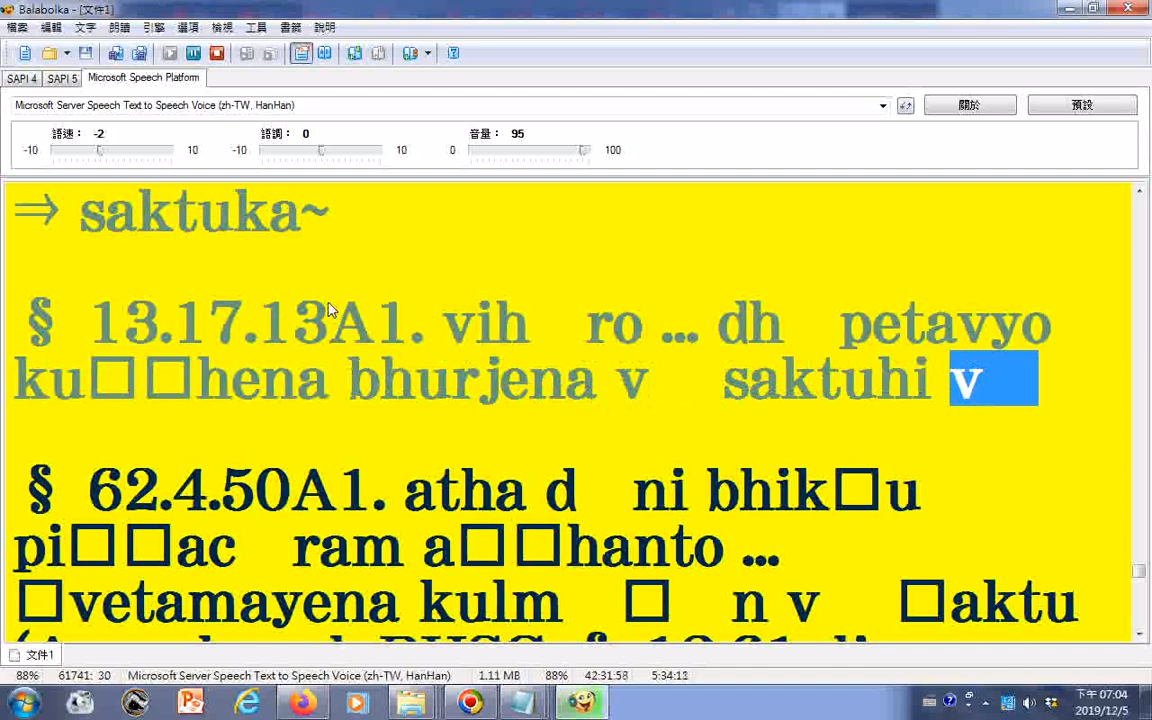 Balabolka - [文件1]
檔案 編輯 文字 朗讀 引擎 選項 檢視 工具 書籤 說明
SAPI 4 SAPI 5 Microsoft Speech Platform
Microsoft Server Speech Text to Speech Voice (zh-TW, HanHan) 關於 預設
語速： -2 語調： 0 音量： 95
-10 10 -10 10 0 100
⇒ saktuka~
§ 13.17.13A1. vih ro ... dh petavyo
ku□□hena bhurjena v saktuhi v
§ 62.4.50A1. atha d ni bhik□u
pi□□ac ram a□□hanto ...
□vetamayena kulm □ n v □aktu
文件1
88% 61741: 30 Microsoft Server Speech Text to Speech Voice (zh-TW, HanHan) 1.11 MB 88% 42:31:58 5:34:13
下午 07:04
2019/12/5